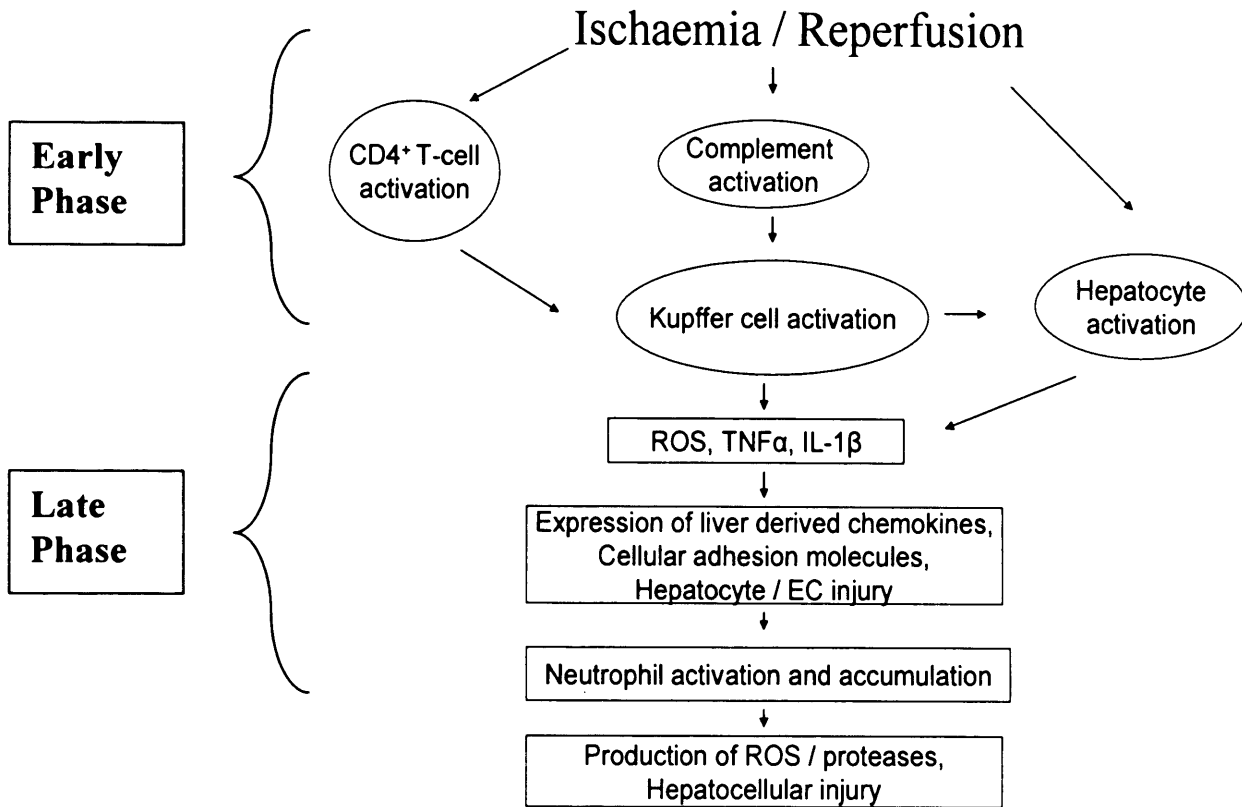 Ischaemia / Reperfusion
Early
Phase
CD4⁺ T-cell
activation
Complement
activation
Kupffer cell activation
Hepatocyte
activation
Late
Phase
ROS, TNFα, IL-1β
Expression of liver derived chemokines,
Cellular adhesion molecules,
Hepatocyte / EC injury
Neutrophil activation and accumulation
Production of ROS / proteases,
Hepatocellular injury